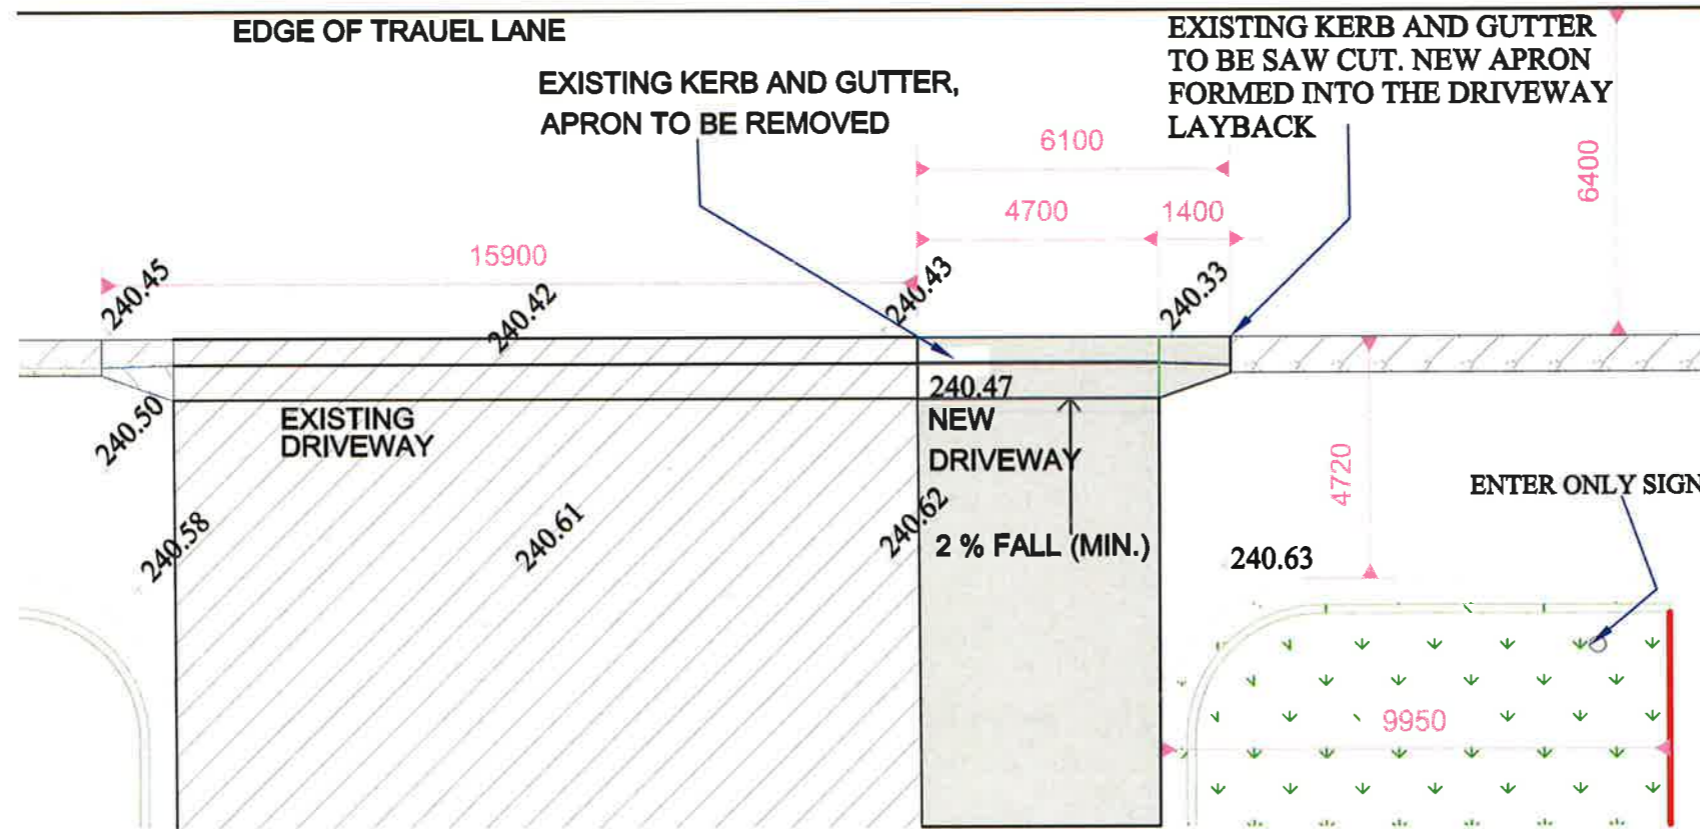 EDGE OF TRAUEL LANE
EXISTING KERB AND GUTTER,
APRON TO BE REMOVED
EXISTING KERB AND GUTTER
TO BE SAW CUT. NEW APRON
FORMED INTO THE DRIVEWAY
LAYBACK
6100
6400
4700
1400
15900
240.45
240.42
240.43
240.33
240.50
EXISTING
DRIVEWAY
240.47
NEW
DRIVEWAY
4720
ENTER ONLY SIGN
240.58
240.61
240.62
2 % FALL (MIN.)
240.63
9950